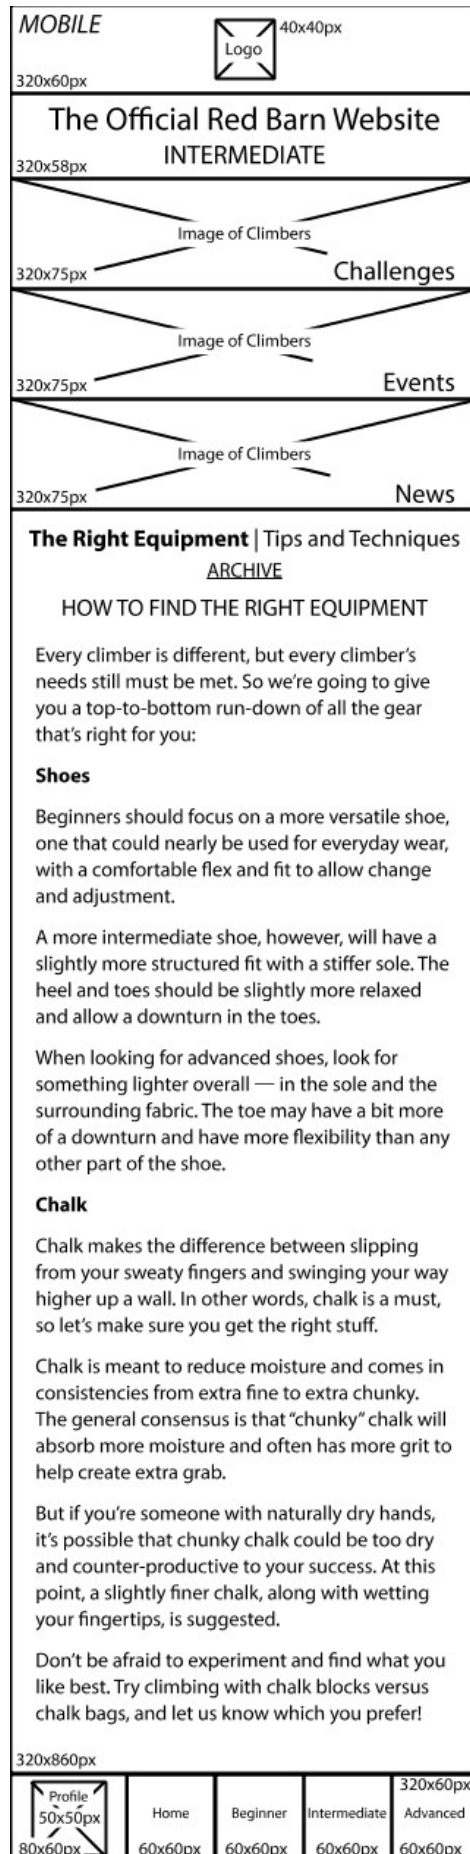 MOBILE
40x40px
Logo
320x60px
The Official Red Barn Website
INTERMEDIATE
320x58px
Image of Climbers
320x75px
Challenges
Image of Climbers
320x75px
Events
Image of Climbers
320x75px
News
The Right Equipment | Tips and Techniques
ARCHIVE
HOW TO FIND THE RIGHT EQUIPMENT
Every climber is different, but every climber's
needs still must be met. So we're going to give
you a top-to-bottom run-down of all the gear
that's right for you:
Shoes
Beginners should focus on a more versatile shoe,
one that could nearly be used for everyday wear,
with a comfortable flex and fit to allow change
and adjustment.
A more intermediate shoe, however, will have a
slightly more structured fit with a stiffer sole. The
heel and toes should be slightly more relaxed
and allow a downturn in the toes.
When looking for advanced shoes, look for
something lighter overall — in the sole and the
surrounding fabric. The toe may have a bit more
of a downturn and have more flexibility than any
other part of the shoe.
Chalk
Chalk makes the difference between slipping
from your sweaty fingers and swinging your way
higher up a wall. In other words, chalk is a must,
so let's make sure you get the right stuff.
Chalk is meant to reduce moisture and comes in
consistencies from extra fine to extra chunky.
The general consensus is that "chunky" chalk will
absorb more moisture and often has more grit to
help create extra grab.
But if you're someone with naturally dry hands,
it's possible that chunky chalk could be too dry
and counter-productive to your success. At this
point, a slightly finer chalk, along with wetting
your fingertips, is suggested.
Don't be afraid to experiment and find what you
like best. Try climbing with chalk blocks versus
chalk bags, and let us know which you prefer!
320x860px
320x60px
Profile
50x50px
Home
Beginner
Intermediate
Advanced
80x60px
60x60px
60x60px
60x60px
60x60px